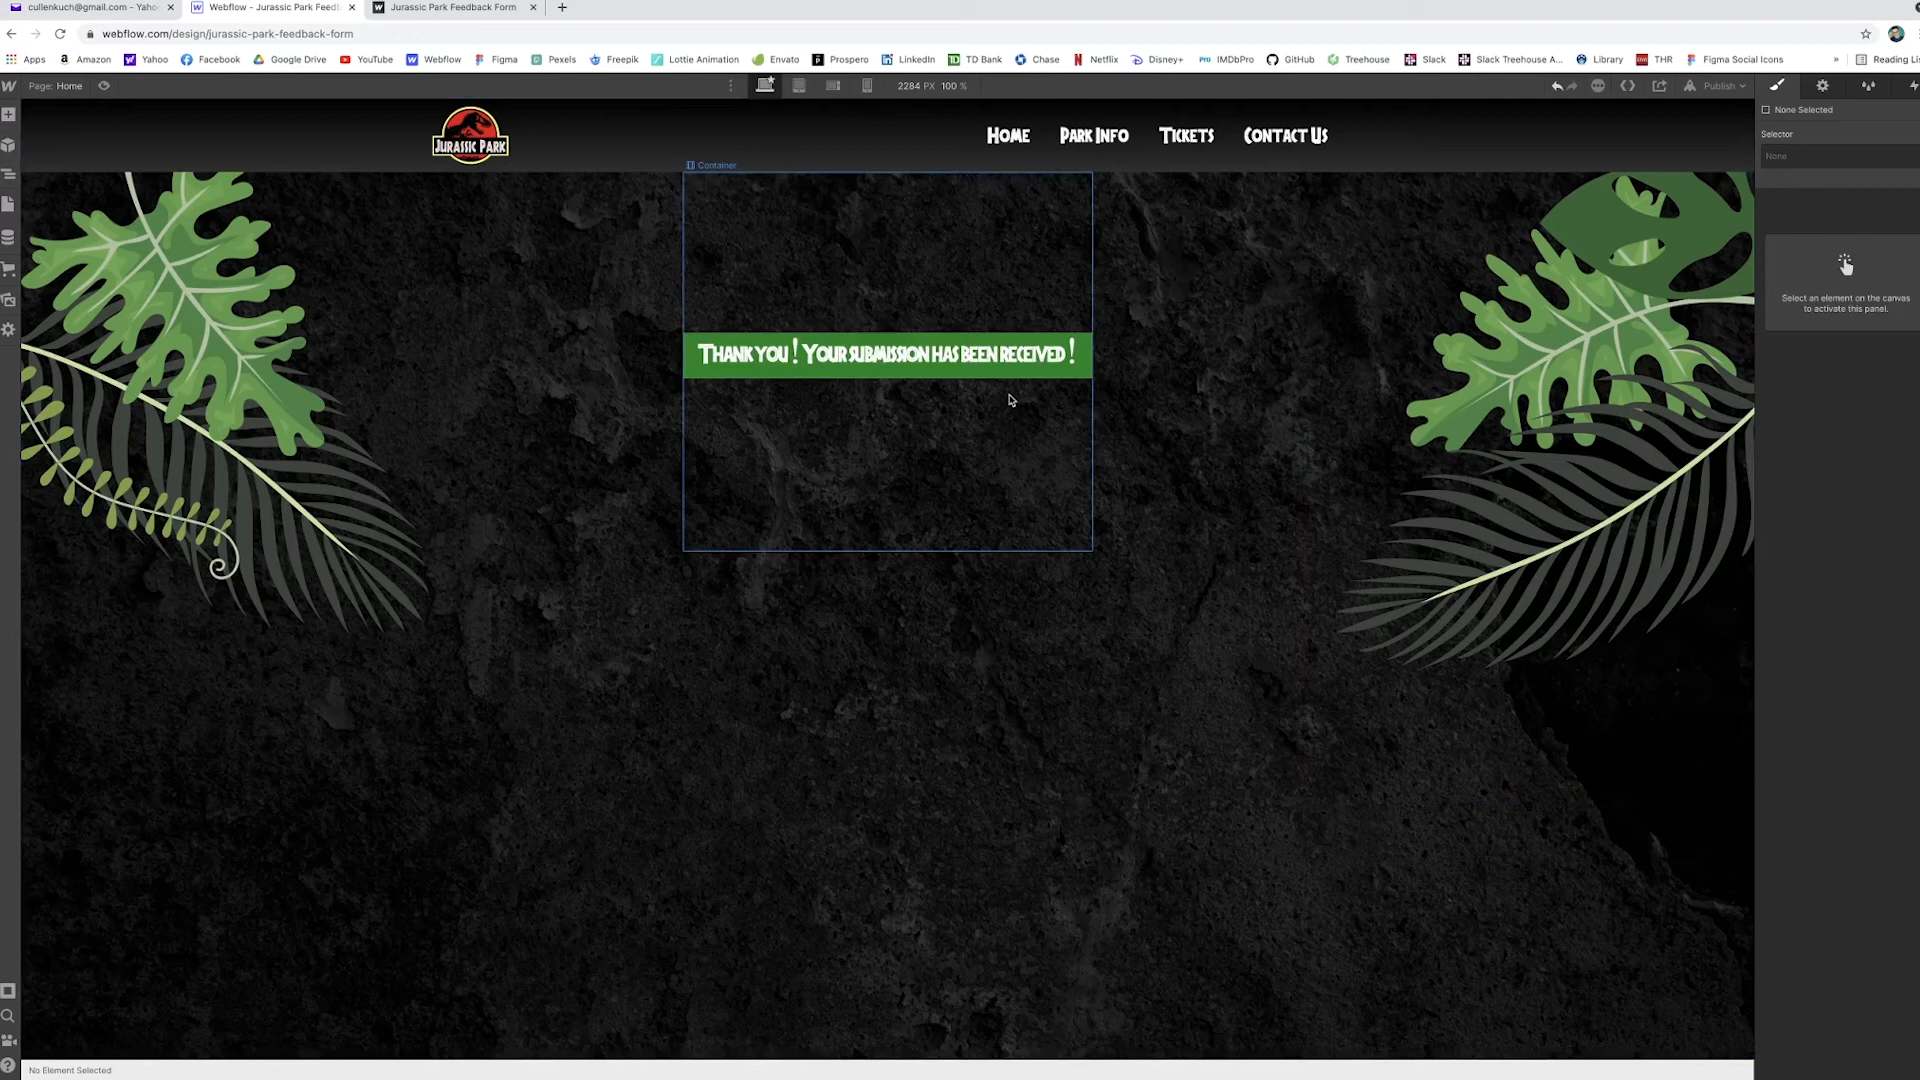 cullenkuch@gmail.com - Yaho
Webflow - Jurassic Park Feedb
Jurassic Park Feedback Form
webflow.com/design/jurassic-park-feedback-form
Apps
Amazon
Yahoo
Facebook
Google Drive
YouTube
Webflow
Figma
Pexels
Freepik
Lottie Animation
Envato
Prospero
LinkedIn
TD Bank
Chase
Netflix
Disney+
PRO IMDbPro
GitHub
Treehouse
Slack
Slack Treehouse A...
Library
THR
Figma Social Icons
»
Reading Lis
Page: Home
2284 PX 100 %
Publish
None Selected
Selector
None
Select an element on the canvas
to activate this panel.
JURASSIC PARK
HOME
PARK INFO
TICKETS
CONTACT US
Container
THANK YOU! YOUR SUBMISSION HAS BEEN RECEIVED!
No Element Selected